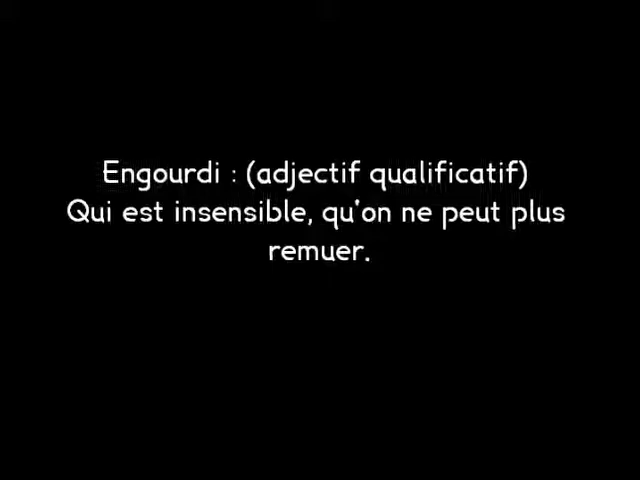 Engourdi : (adjectif qualificatif)
Qui est insensible, qu'on ne peut plus
remuer.